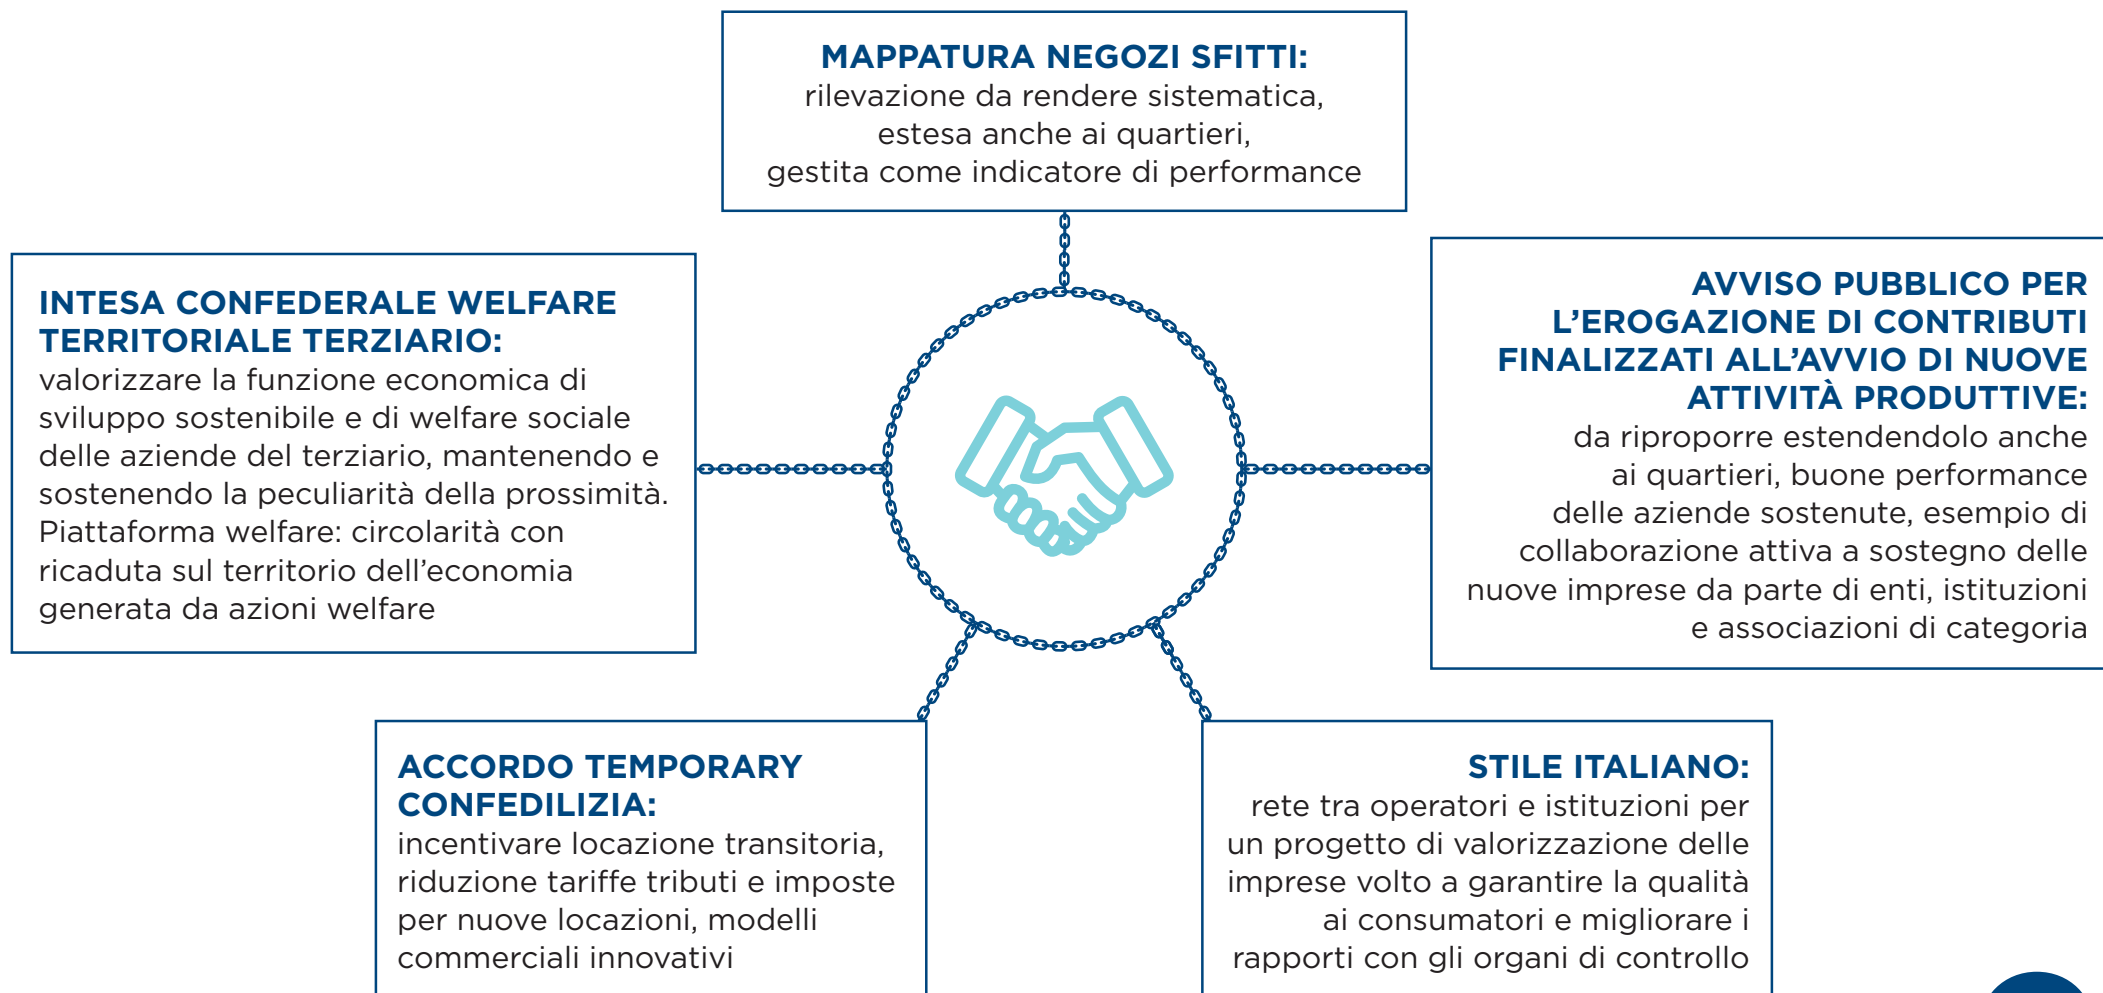 MAPPATURA NEGOZI SFITTI:
rilevazione da rendere sistematica,
estesa anche ai quartieri,
gestita come indicatore di performance
INTESA CONFEDERALE WELFARE
TERRITORIALE TERZIARIO:
valorizzare la funzione economica di
sviluppo sostenibile e di welfare sociale
delle aziende del terziario, mantenendo e
sostenendo la peculiarità della prossimità.
Piattaforma welfare: circolarità con
ricaduta sul territorio dell’economia
generata da azioni welfare
AVVISO PUBBLICO PER
L’EROGAZIONE DI CONTRIBUTI
FINALIZZATI ALL’AVVIO DI NUOVE
ATTIVITÀ PRODUTTIVE:
da riproporre estendendolo anche
ai quartieri, buone performance
delle aziende sostenute, esempio di
collaborazione attiva a sostegno delle
nuove imprese da parte di enti, istituzioni
e associazioni di categoria
ACCORDO TEMPORARY
CONFEDILIZIA:
incentivare locazione transitoria,
riduzione tariffe tributi e imposte
per nuove locazioni, modelli
commerciali innovativi
STILE ITALIANO:
rete tra operatori e istituzioni per
un progetto di valorizzazione delle
imprese volto a garantire la qualità
ai consumatori e migliorare i
rapporti con gli organi di controllo